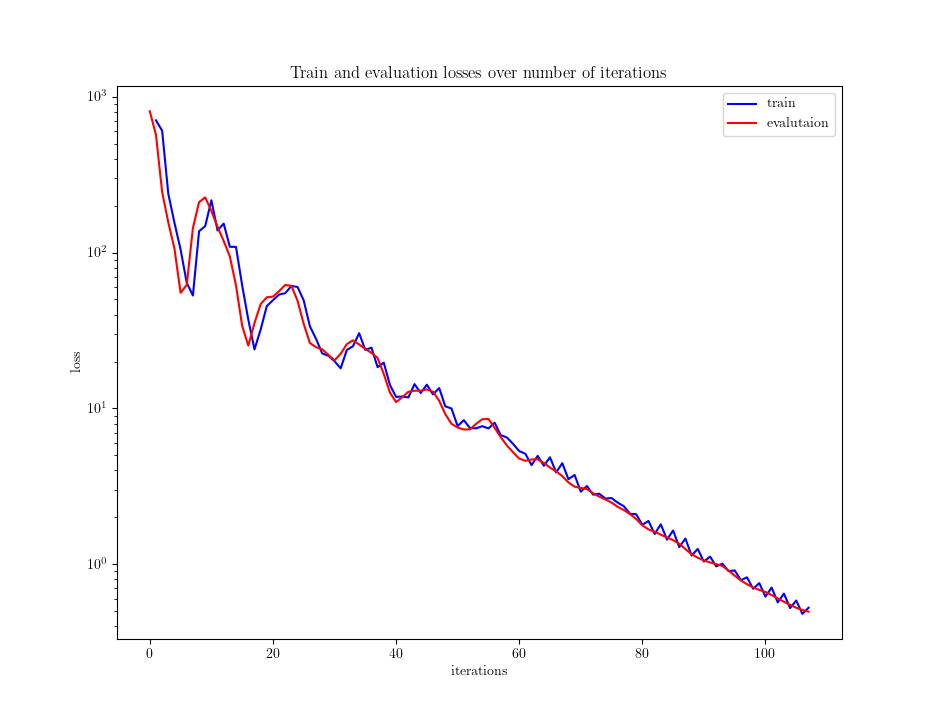 Train and evaluation losses over number of iterations
train
evalutaion
10³
10²
10¹
10⁰
loss
0 20 40 60 80 100
iterations